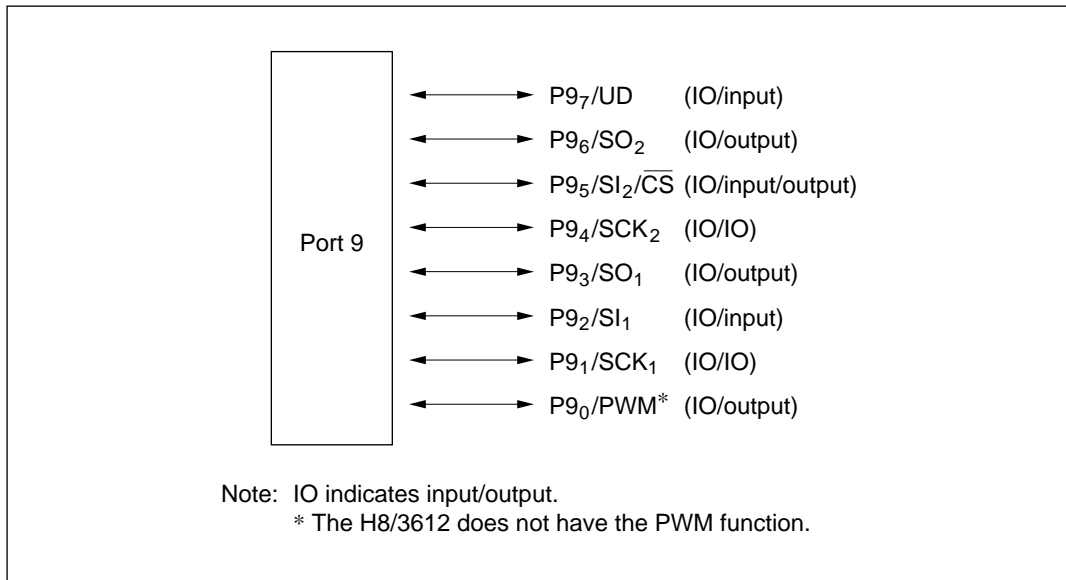 Port 9
P9₇/UD (IO/input)
P9₆/SO₂ (IO/output)
P9₅/SI₂/C̅S̅ (IO/input/output)
P9₄/SCK₂ (IO/IO)
P9₃/SO₁ (IO/output)
P9₂/SI₁ (IO/input)
P9₁/SCK₁ (IO/IO)
P9₀/PWM* (IO/output)
Note: IO indicates input/output.
* The H8/3612 does not have the PWM function.